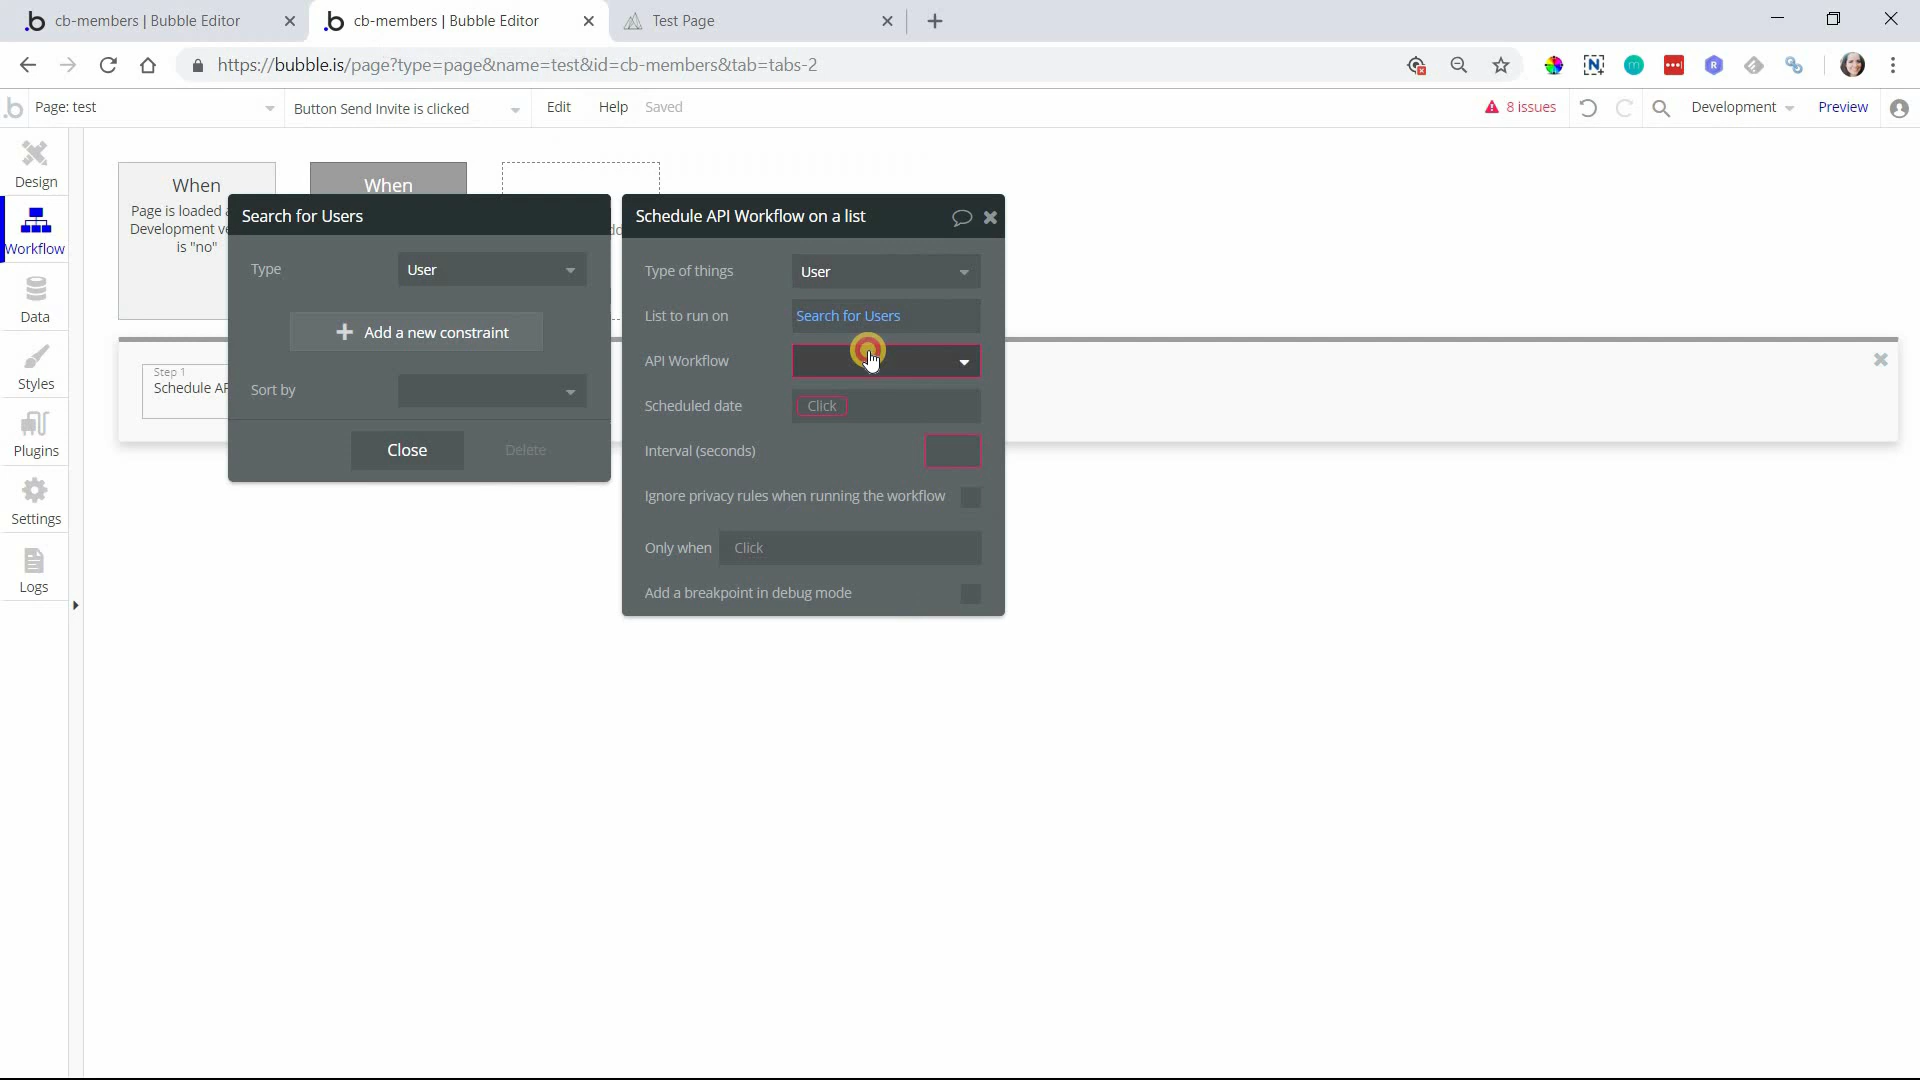 cb-members | Bubble Editor
cb-members | Bubble Editor
Test Page
https://bubble.is/page?type=page&name=test&id=cb-members&tab=tabs-2
Page: test
Button Send Invite is clicked
Edit
Help
Saved
8 issues
Development
Preview
Design
Workflow
Data
Styles
Plugins
Settings
Logs
When
Page is loaded
Development
is "no"
When
Step 1
Schedule
Search for Users
Type
User
Add a new constraint
Sort by
Close
Delete
Schedule API Workflow on a list
Type of things
User
List to run on
Search for Users
API Workflow
Scheduled date
Click
Interval (seconds)
Ignore privacy rules when running the workflow
Only when
Click
Add a breakpoint in debug mode